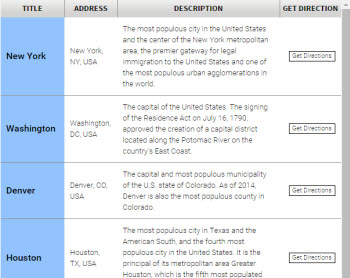 TITLE ADDRESS DESCRIPTION GET DIRECTION
New York
New York,
NY, USA
The most populous city in the United States
and the center of the New York metropolitan
area, the premier gateway for legal
immigration to the United States and one of
the most populous urban agglomerations in
the world.
Get Directions
Washington
Washington,
DC, USA
The capital of the United States. The signing
of the Residence Act on July 16, 1790,
approved the creation of a capital district
located along the Potomac River on the
country's East Coast.
Get Directions
Denver
Denver, CO,
USA
The capital and most populous municipality
of the U.S. state of Colorado. As of 2014,
Denver is also the most populous county in
Colorado.
Get Directions
Houston
Houston,
TX, USA
The most populous city in Texas and the
American South, and the fourth most
populous city in the United States. It is the
principal of its metropolitan area Greater
Houston, which is the fifth most populated
Get Directions